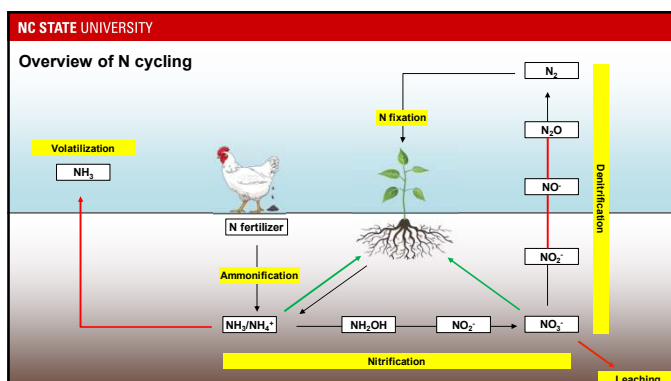 NC STATE UNIVERSITY
Overview of N cycling
N₂
N fixation
N₂O
Volatilization
NH₃
NO⁻
Denitrification
N fertilizer
NO₂⁻
Ammonification
NH₃/NH₄⁺
NH₂OH
NO₂⁻
NO₃⁻
Nitrification
Leaching